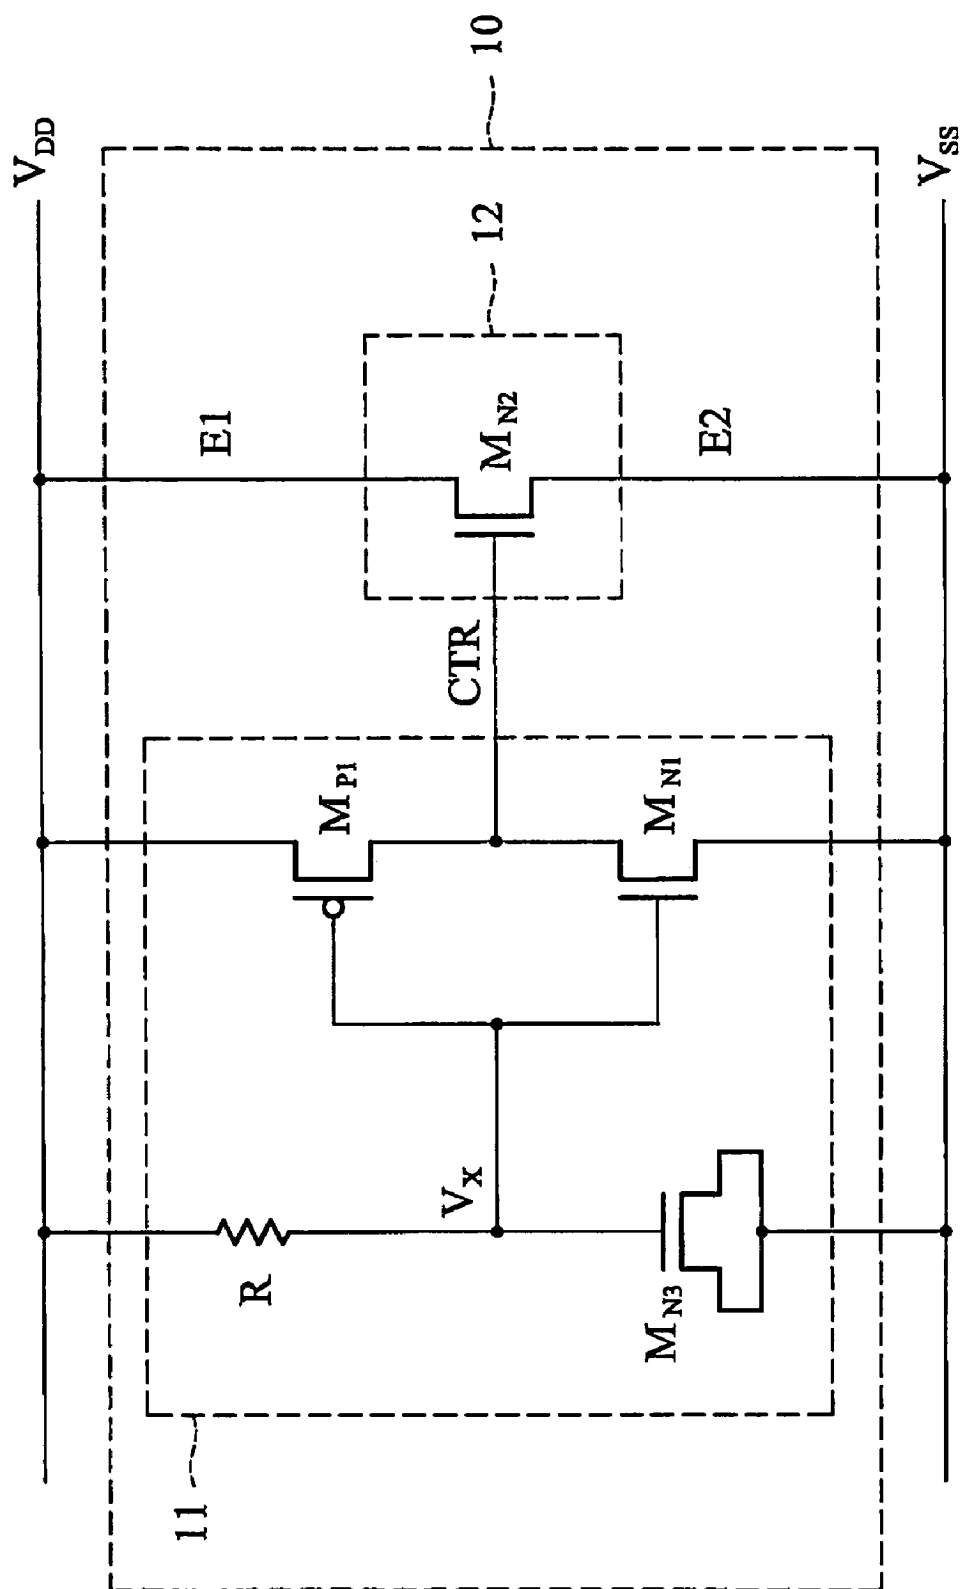 10
V_DD
V_SS
12
E1
M_N2
E2
CTR
M_P1
M_N1
V_X
R
M_N3
11